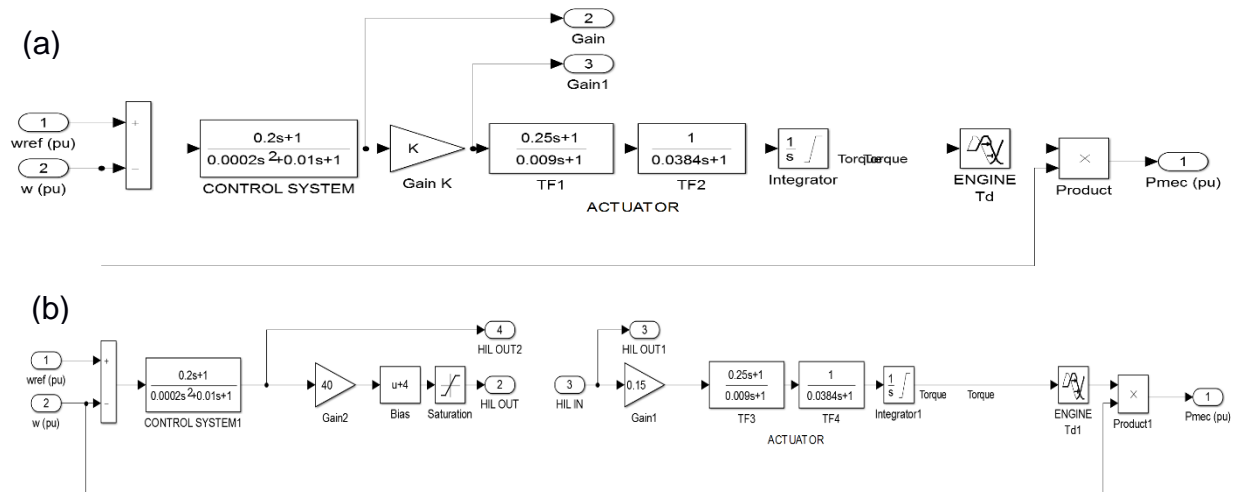 (a)
2
Gain
3
Gain1
1
wref (pu)
2
w (pu)
+
−
0.2s+1
0.0002s²+0.01s+1
CONTROL SYSTEM
K
Gain K
0.25s+1
0.009s+1
TF1
1
0.0384s+1
TF2
ACTUATOR
1
s
Integrator
Torque
Torque
ENGINE
Td
×
Product
1
Pmec (pu)
(b)
4
HIL OUT2
3
HIL OUT1
1
wref (pu)
2
w (pu)
+
−
0.2s+1
0.0002s²+0.01s+1
CONTROL SYSTEM1
40
Gain2
u+4
Bias
Saturation
2
HIL OUT
3
HIL IN
0.15
Gain1
0.25s+1
0.009s+1
TF3
1
0.0384s+1
TF4
ACTUATOR
1
s
Integrator1
Torque
Torque
ENGINE
Td1
×
Product1
1
Pmec (pu)